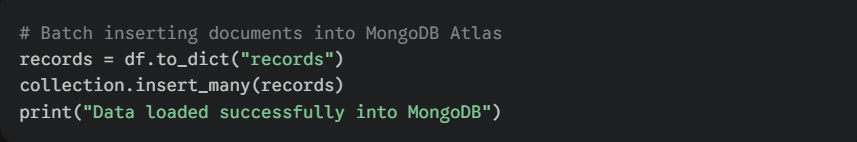 # Batch inserting documents into MongoDB Atlas
records = df.to_dict("records")
collection.insert_many(records)
print("Data loaded successfully into MongoDB")